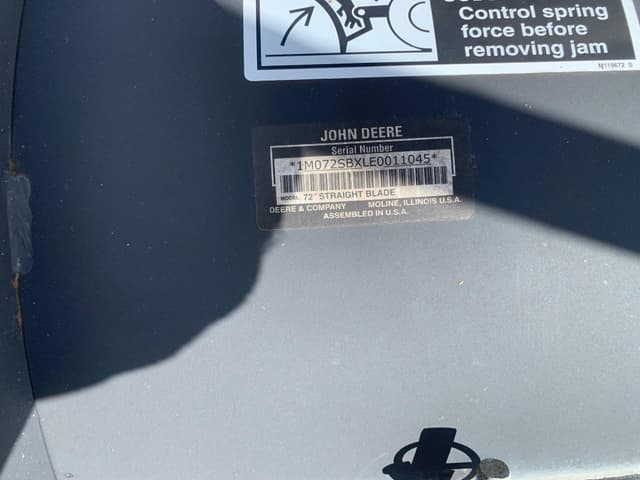 Control spring
force before
removing jam
N119672 S
JOHN DEERE
Serial Number
*1M072SBXLE0011045*
MODEL 72" STRAIGHT BLADE
DEERE & COMPANY MOLINE, ILLINOIS U.S.A.
ASSEMBLED IN U.S.A.